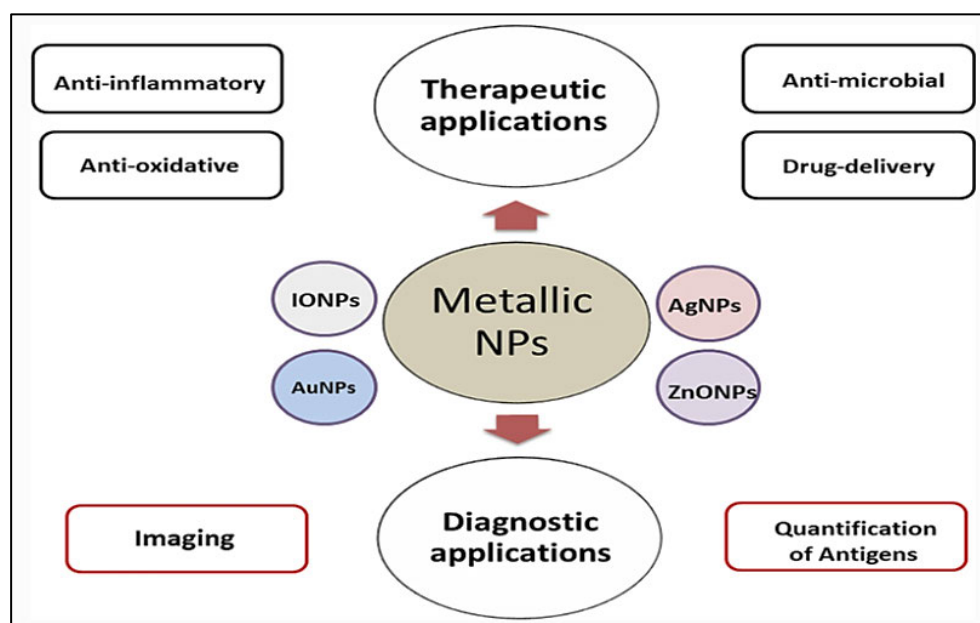 Anti-inflammatory
Therapeutic
applications
Anti-microbial
Anti-oxidative
Drug-delivery
IONPs
Metallic
NPs
AgNPs
AuNPs
ZnONPs
Imaging
Diagnostic
applications
Quantification
of Antigens